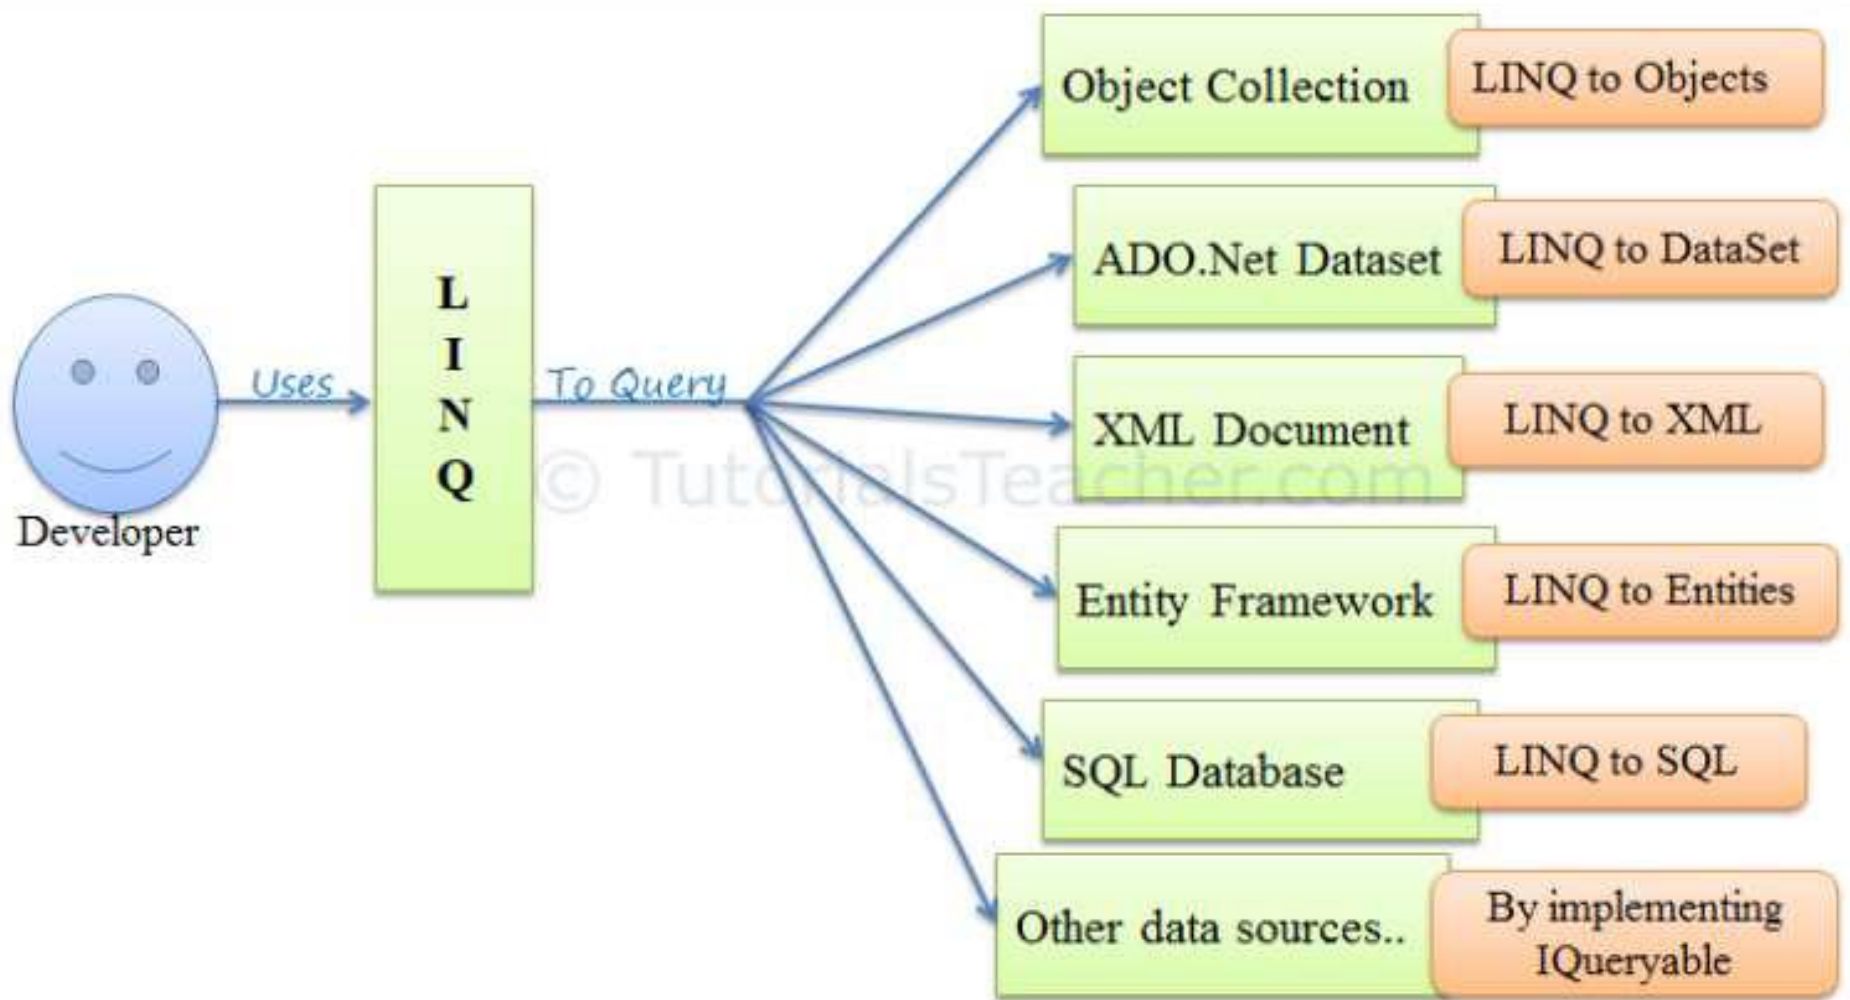 Object Collection
LINQ to Objects
ADO.Net Dataset
LINQ to DataSet
L
I
N
Q
Developer
Uses
To Query
XML Document
LINQ to XML
© TutorialsTeacher.com
Entity Framework
LINQ to Entities
SQL Database
LINQ to SQL
Other data sources..
By implementing
IQueryable